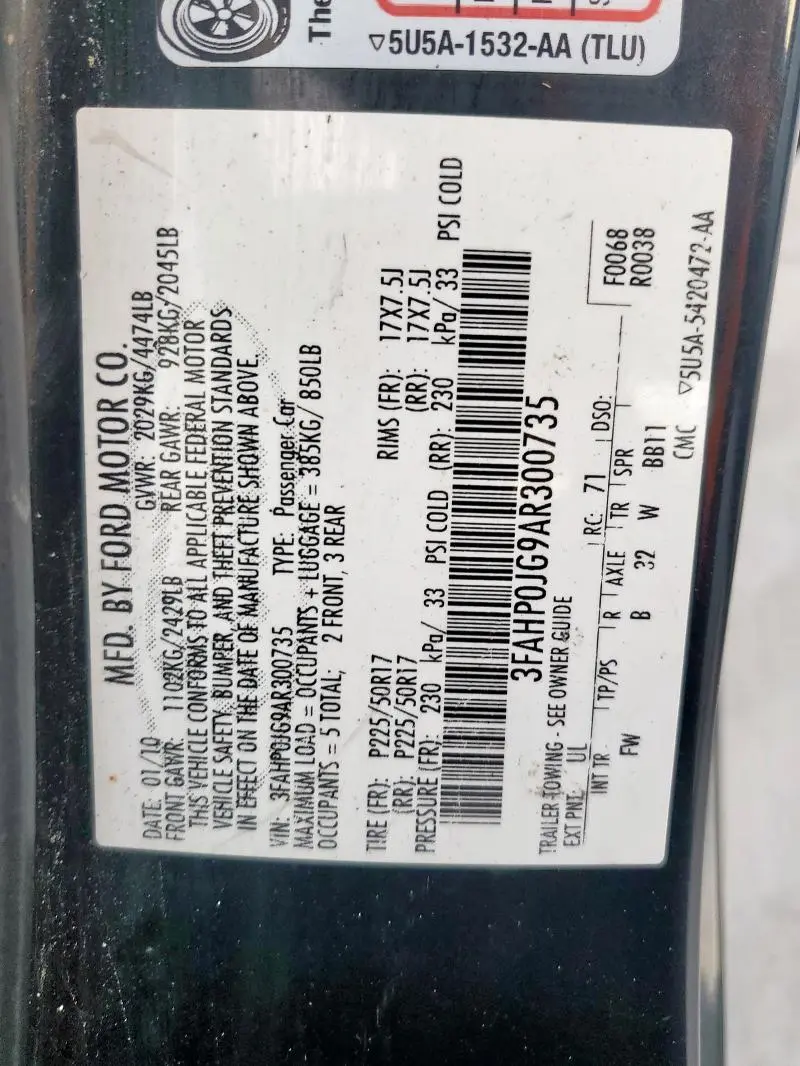 The
▽5U5A-1532-AA (TLU)
MFD. BY FORD MOTOR CO.
DATE: 01/10 GVWR: 2029KG/4474LB
FRONT GAWR: 1102KG/2429LB REAR GAWR: 928KG/2045LB
THIS VEHICLE CONFORMS TO ALL APPLICABLE FEDERAL MOTOR
VEHICLE SAFETY, BUMPER, AND THEFT PREVENTION STANDARDS
IN EFFECT ON THE DATE OF MANUFACTURE SHOWN ABOVE.
VIN: 3FAHP0JG9AR300735 TYPE: Passenger Car
MAXIMUM LOAD = OCCUPANTS + LUGGAGE = 385KG/ 850LB
OCCUPANTS = 5 TOTAL; 2 FRONT, 3 REAR
TIRE (FR): P225/50R17 RIMS (FR): 17X7.5J
(RR): P225/50R17 (RR): 17X7.5J
PRESSURE (FR): 230 kPa/ 33 PSI COLD (RR): 230 kPa/ 33 PSI COLD
3FAHP0JG9AR300735
TRAILER TOWING - SEE OWNER GUIDE
EXT PNT: UL RC: 71 DSO: F0068
INT TR TP/PS R AXLE TR SPR R0038
FW B 32 W BB11
CMC ▽5U5A-5420472-AA